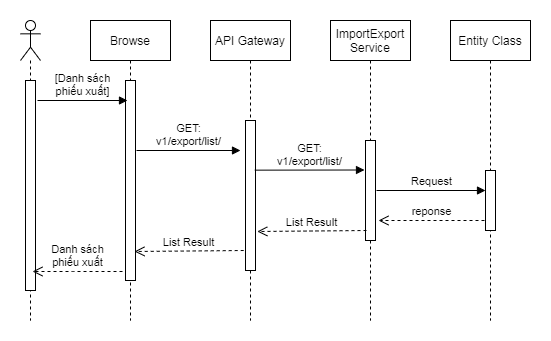 Browse
API Gateway
ImportExport
Service
Entity Class
[Danh sách
phiếu xuất]
GET:
v1/export/list/
GET:
v1/export/list/
Request
reponse
List Result
List Result
Danh sách
phiếu xuất